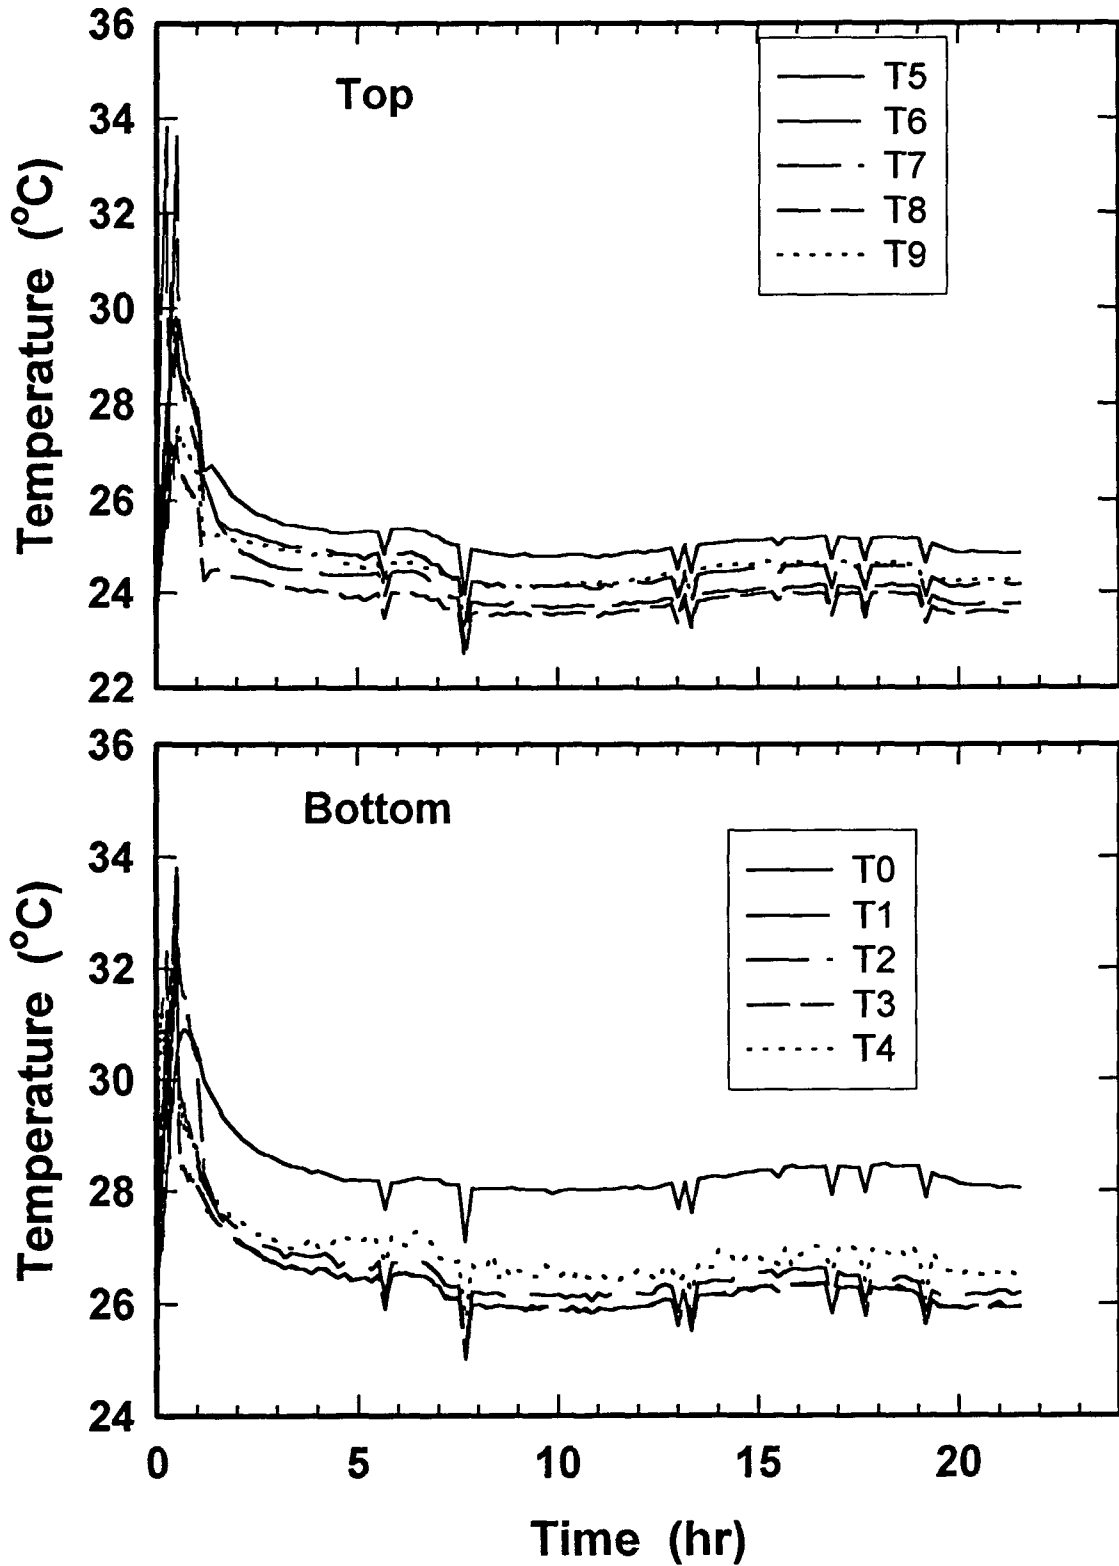 36
34
32
30
28
26
24
22
Temperature (°C)
Top
T5
T6
T7
T8
T9
36
34
32
30
28
26
24
Temperature (°C)
Bottom
T0
T1
T2
T3
T4
0 5 10 15 20
Time (hr)